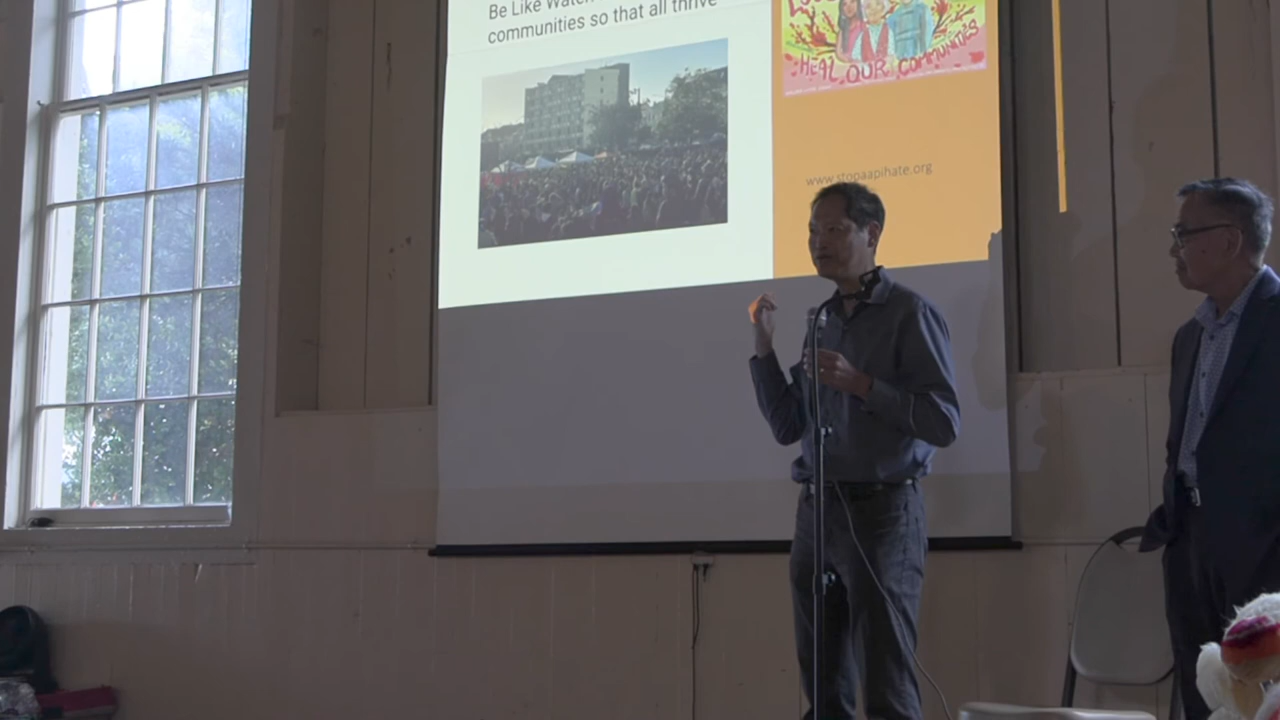 Be Like Water
communities so that all thrive
HEAL OUR COMMUNITIES
www.stopaapihate.org